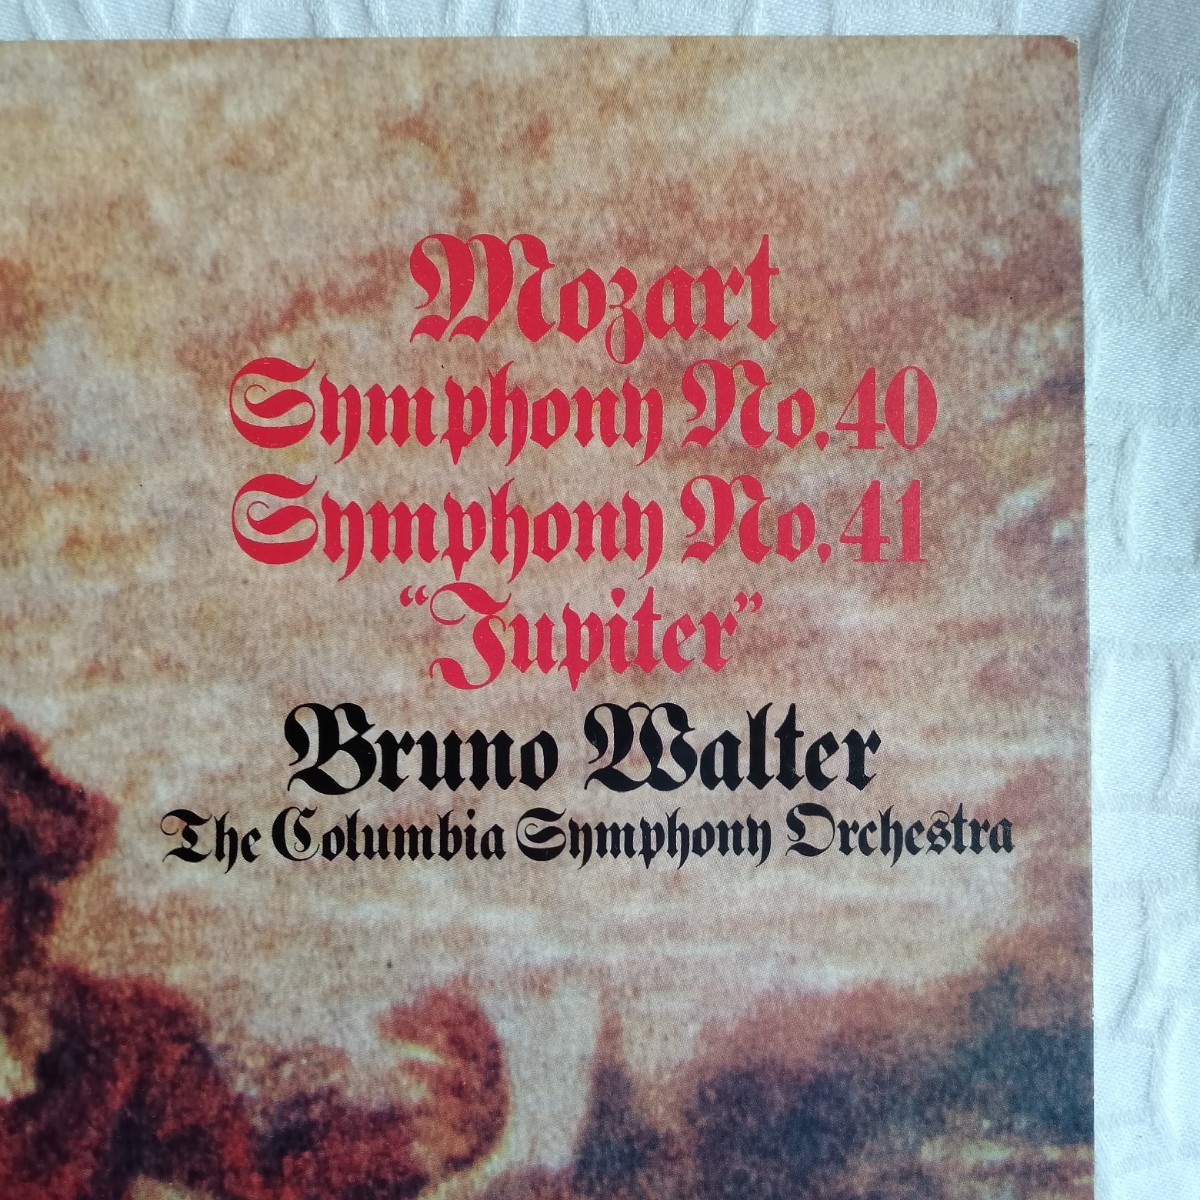 Mozart
Symphony No.40
Symphony No.41
“Jupiter”
Bruno Walter
The Columbia Symphony Orchestra